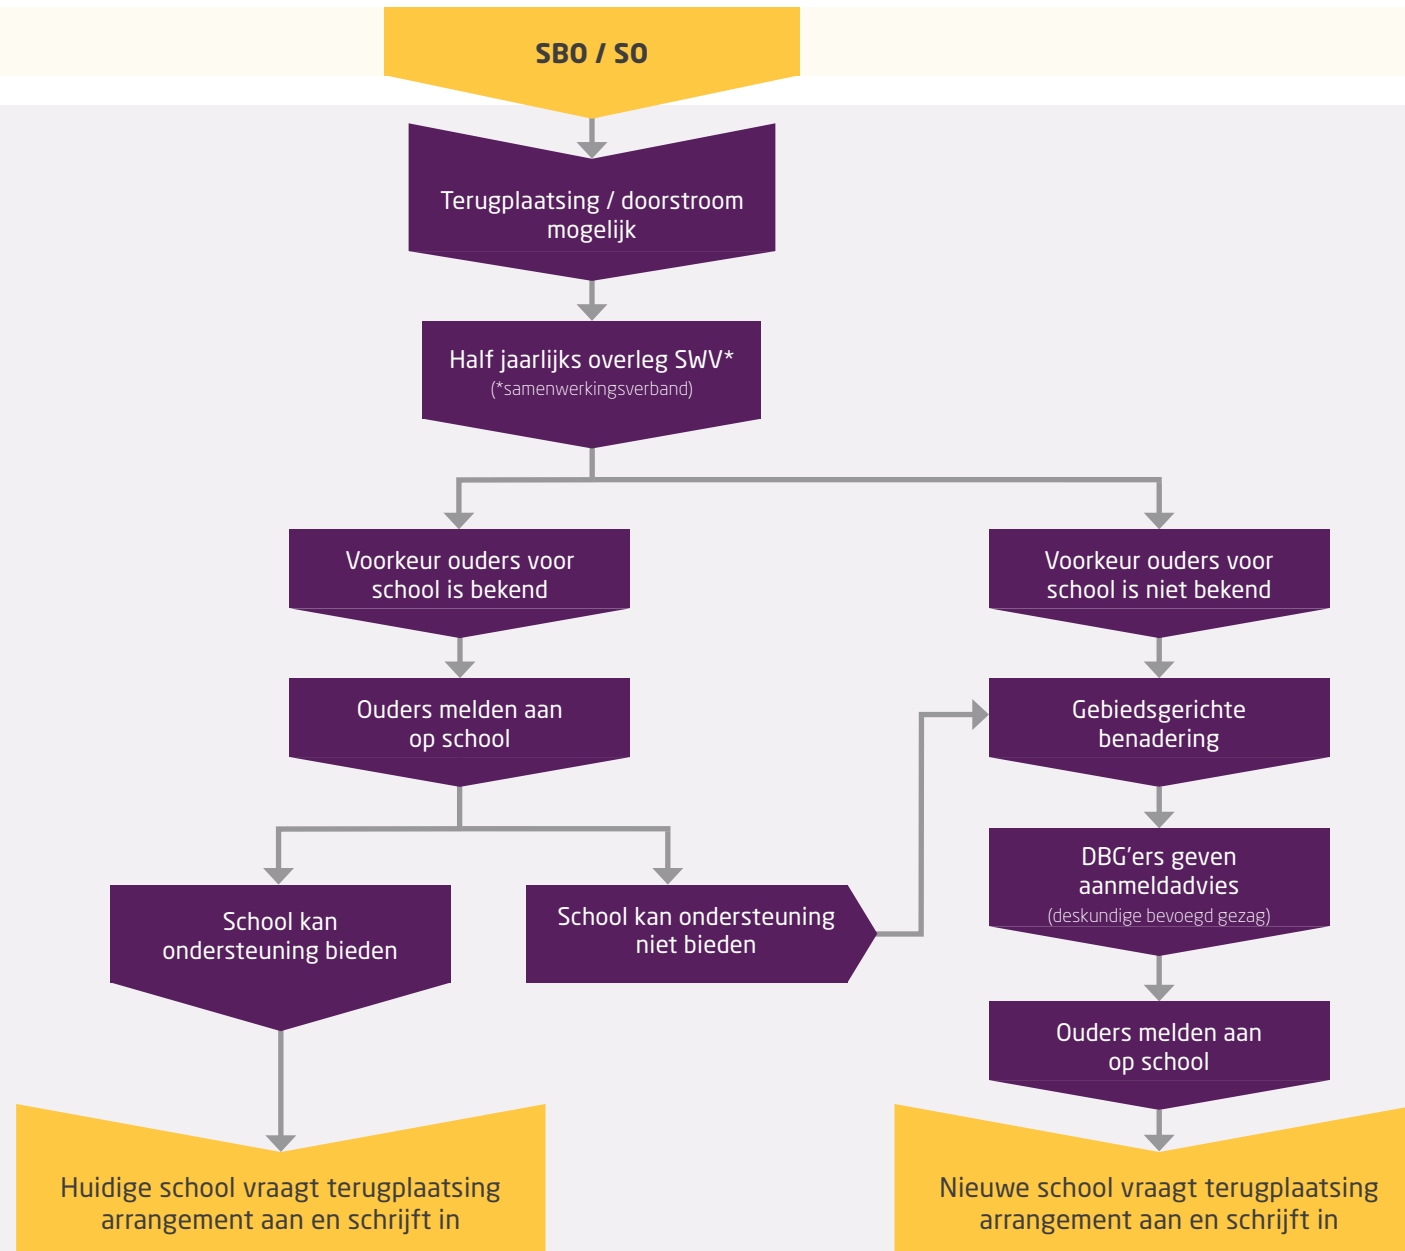 SBO / SO
Terugplaatsing / doorstroom
mogelijk
Half jaarlijks overleg SWV*
(*samenwerkingsverband)
Voorkeur ouders voor
school is bekend
Voorkeur ouders voor
school is niet bekend
Ouders melden aan
op school
Gebiedsgerichte
benadering
School kan
ondersteuning bieden
School kan ondersteuning
niet bieden
DBG'ers geven
aanmeldadvies
(deskundige bevoegd gezag)
Ouders melden aan
op school
Huidige school vraagt terugplaatsing
arrangement aan en schrijft in
Nieuwe school vraagt terugplaatsing
arrangement aan en schrijft in